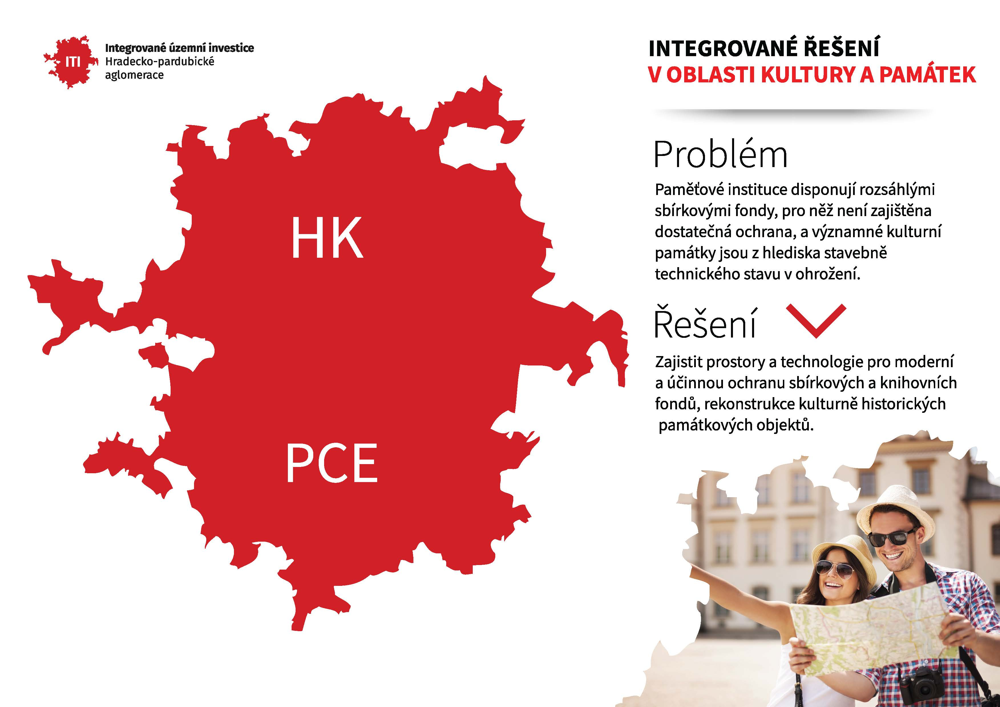 ITI
Integrované územní investice
Hradecko-pardubické
aglomerace
HK
PCE
INTEGROVANÉ ŘEŠENÍ
V OBLASTI KULTURY A PAMÁTEK
Problém
Paměťové instituce disponují rozsáhlými
sbírkovými fondy, pro něž není zajištěna
dostatečná ochrana, a významné kulturní
památky jsou z hlediska stavebně
technického stavu v ohrožení.
Řešení
Zajistit prostory a technologie pro moderní
a účinnou ochranu sbírkových a knihovních
fondů, rekonstrukce kulturně historických
památkových objektů.